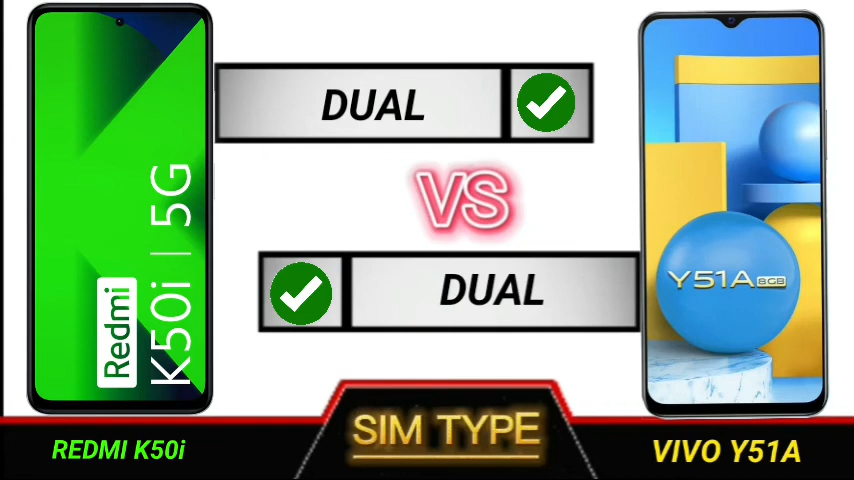 DUAL
VS
DUAL
Redmi
K50i | 5G
Y51A 8GB
SIM TYPE
REDMI K50i
VIVO Y51A